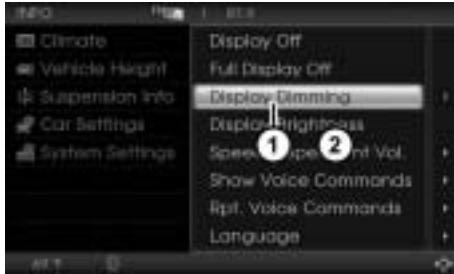 INFO
Climate
Vehicle Height
Suspension Info
Car Settings
System Settings
Display Off
Full Display Off
Display Dimming
Display Brightness
1 2
Vol.
Show Voice Commands
Rpt. Voice Commands
Language